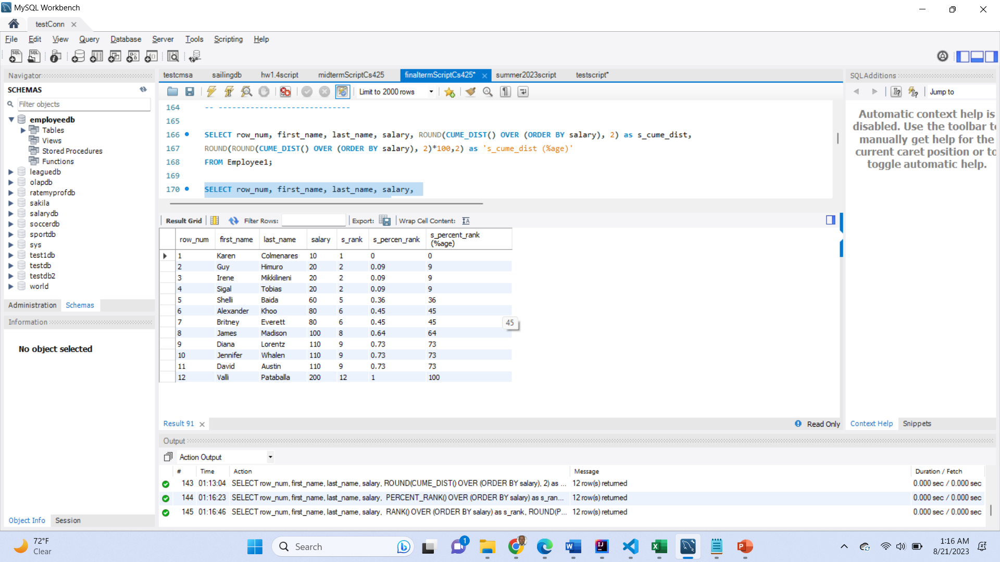 MySQL Workbench
testConn
File Edit View Query Database Server Tools Scripting Help
Navigator
SCHEMAS
Filter objects
employeedb
Tables
Views
Stored Procedures
Functions
leaguedb
olapdb
ratemyprofdb
sakila
salarydb
soccerdb
sportdb
sys
test1db
testdb
testdb2
world
Administration Schemas
Information
No object selected
Object Info Session
testcmsa sailingdb hw1.4script midtermScriptCs425 finaltermScriptCs425* summer2023script testscript*
Limit to 2000 rows
164 -- -----------------------------
165
166 SELECT row_num, first_name, last_name, salary, ROUND(CUME_DIST() OVER (ORDER BY salary), 2) as s_cume_dist,
167 ROUND(ROUND(CUME_DIST() OVER (ORDER BY salary), 2)*100,2) as 's_cume_dist (%age)'
168 FROM Employee1;
169
170 SELECT row_num, first_name, last_name, salary,
Result Grid Filter Rows: Export: Wrap Cell Content:
row_num first_name last_name salary s_rank s_percen_rank s_percent_rank (%age)
1 Karen Colmenares 10 1 0 0
2 Guy Himuro 20 2 0.09 9
3 Irene Mikkilineni 20 2 0.09 9
4 Sigal Tobias 20 2 0.09 9
5 Shelli Baida 60 5 0.36 36
6 Alexander Khoo 80 6 0.45 45
7 Britney Everett 80 6 0.45 45
45
8 James Madison 100 8 0.64 64
9 Diana Lorentz 110 9 0.73 73
10 Jennifer Whalen 110 9 0.73 73
11 David Austin 110 9 0.73 73
12 Valli Pataballa 200 12 1 100
Result 91
Read Only
Output
Action Output
# Time Action Message Duration / Fetch
143 01:13:04 SELECT row_num, first_name, last_name, salary, ROUND(CUME_DIST() OVER (ORDER BY salary), 2) as ... 12 row(s) returned 0.000 sec / 0.000 sec
144 01:16:23 SELECT row_num, first_name, last_name, salary, PERCENT_RANK() OVER (ORDER BY salary) as s_ran... 12 row(s) returned 0.000 sec / 0.000 sec
145 01:16:46 SELECT row_num, first_name, last_name, salary, RANK() OVER (ORDER BY salary) as s_rank, ROUND(P... 12 row(s) returned 0.000 sec / 0.000 sec
SQLAdditions
Jump to
Automatic context help is
disabled. Use the toolbar to
manually get help for the
current caret position or to
toggle automatic help.
Context Help Snippets
72°F
Clear
Search
1
1:16 AM
8/21/2023